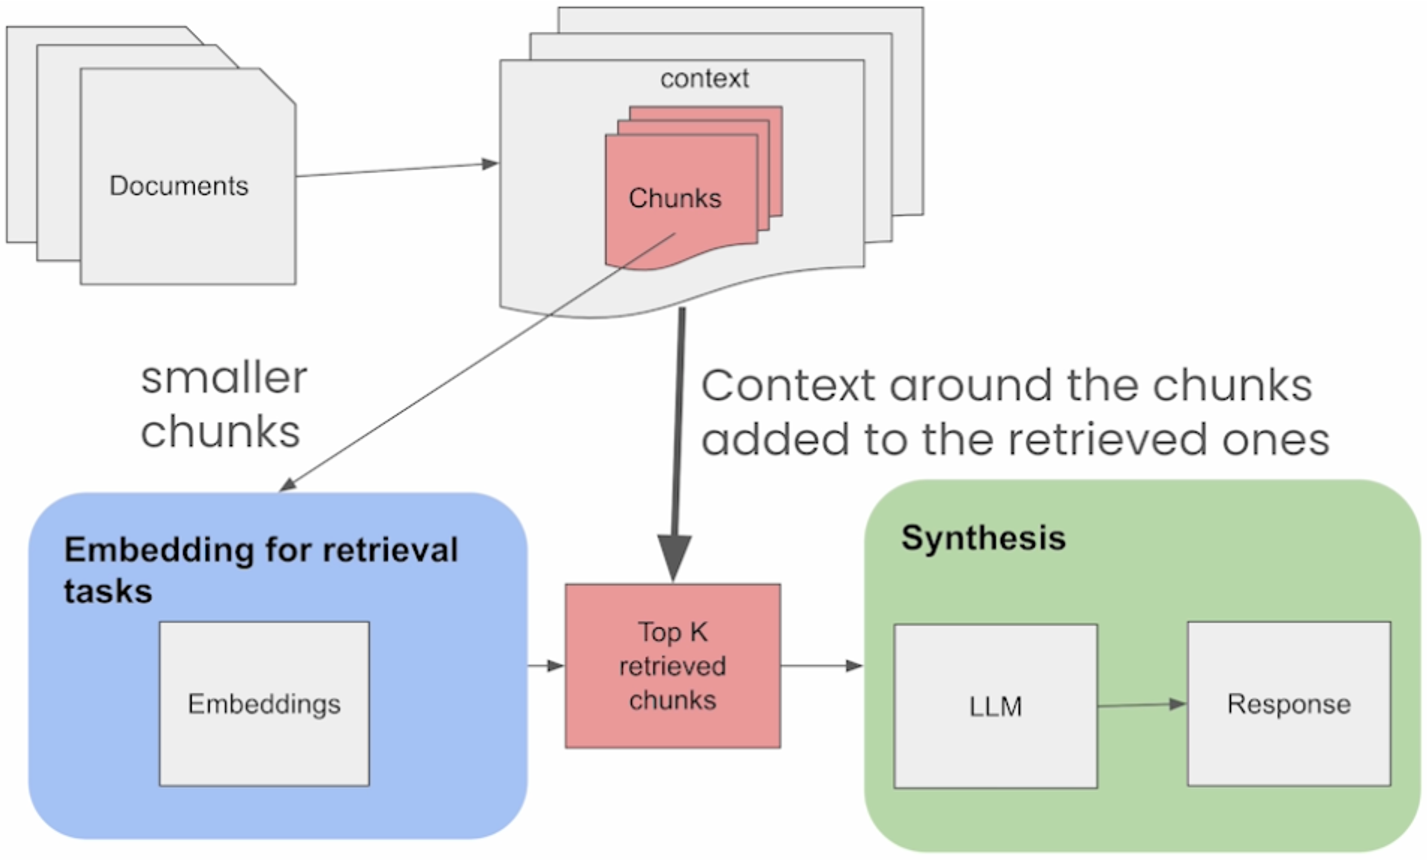 context
Documents
Chunks
smaller
chunks
Context around the chunks
added to the retrieved ones
Embedding for retrieval
tasks
Embeddings
Top K
retrieved
chunks
Synthesis
LLM
Response